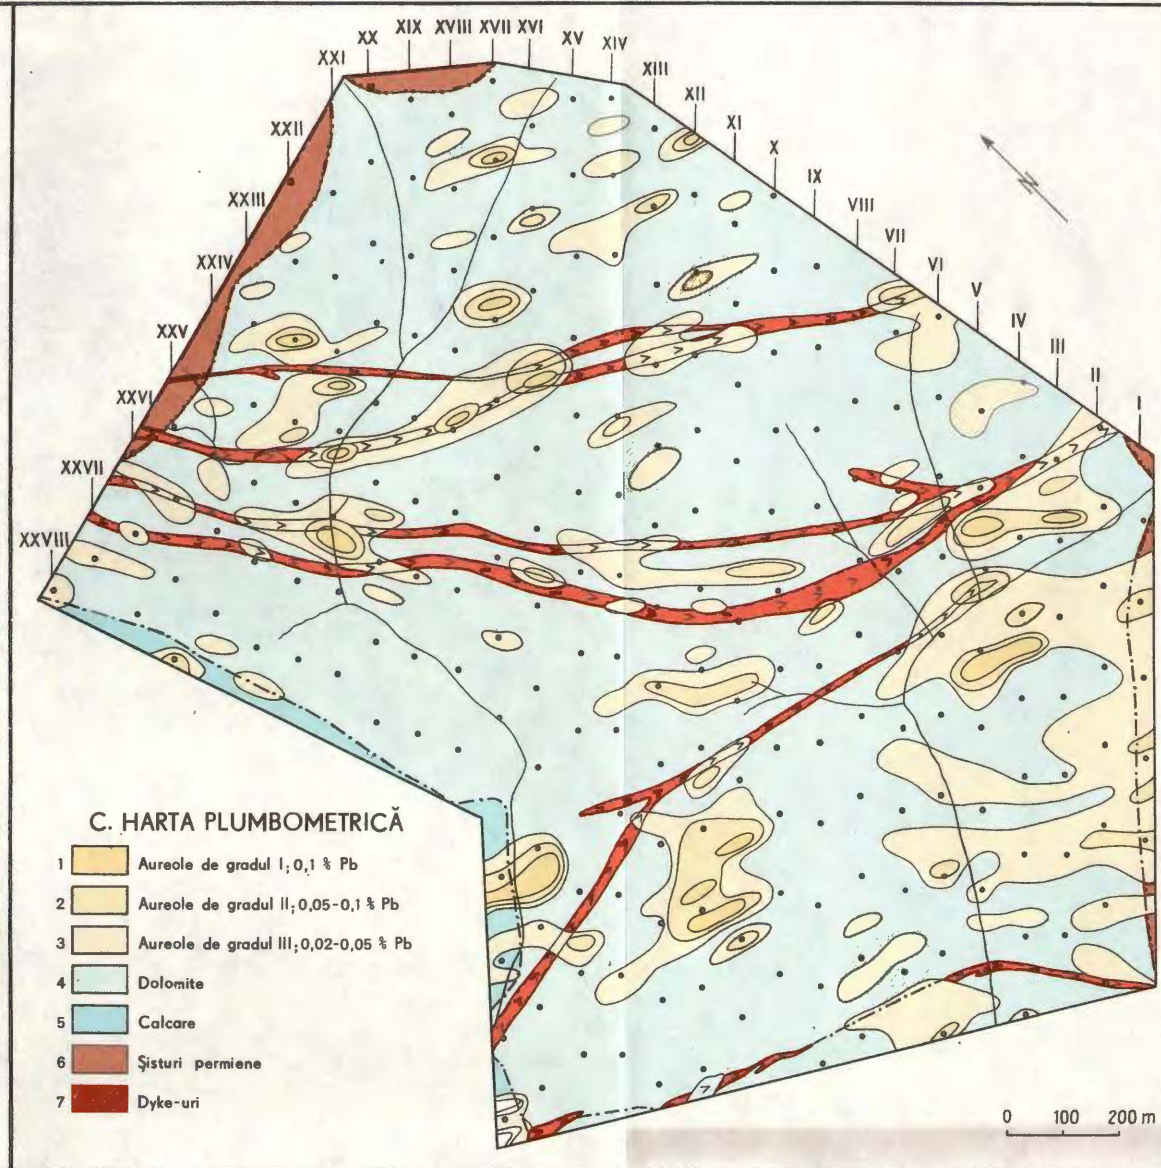 XXI XX XIX XVIII XVII XVI XV XIV
XIII
XII
XI
X
IX
VIII
VII
VI
V
IV
III
II
I
XXII
XXIII
XXIV
XXV
XXVI
XXVII
XXVIII
N
C. HARTA PLUMBOMETRICĂ
1 Aureole de gradul I; 0,1 % Pb
2 Aureole de gradul II; 0,05-0,1 % Pb
3 Aureole de gradul III; 0,02-0,05 % Pb
4 Dolomite
5 Calcare
6 Șisturi permiene
7 Dyke-uri
0 100 200 m